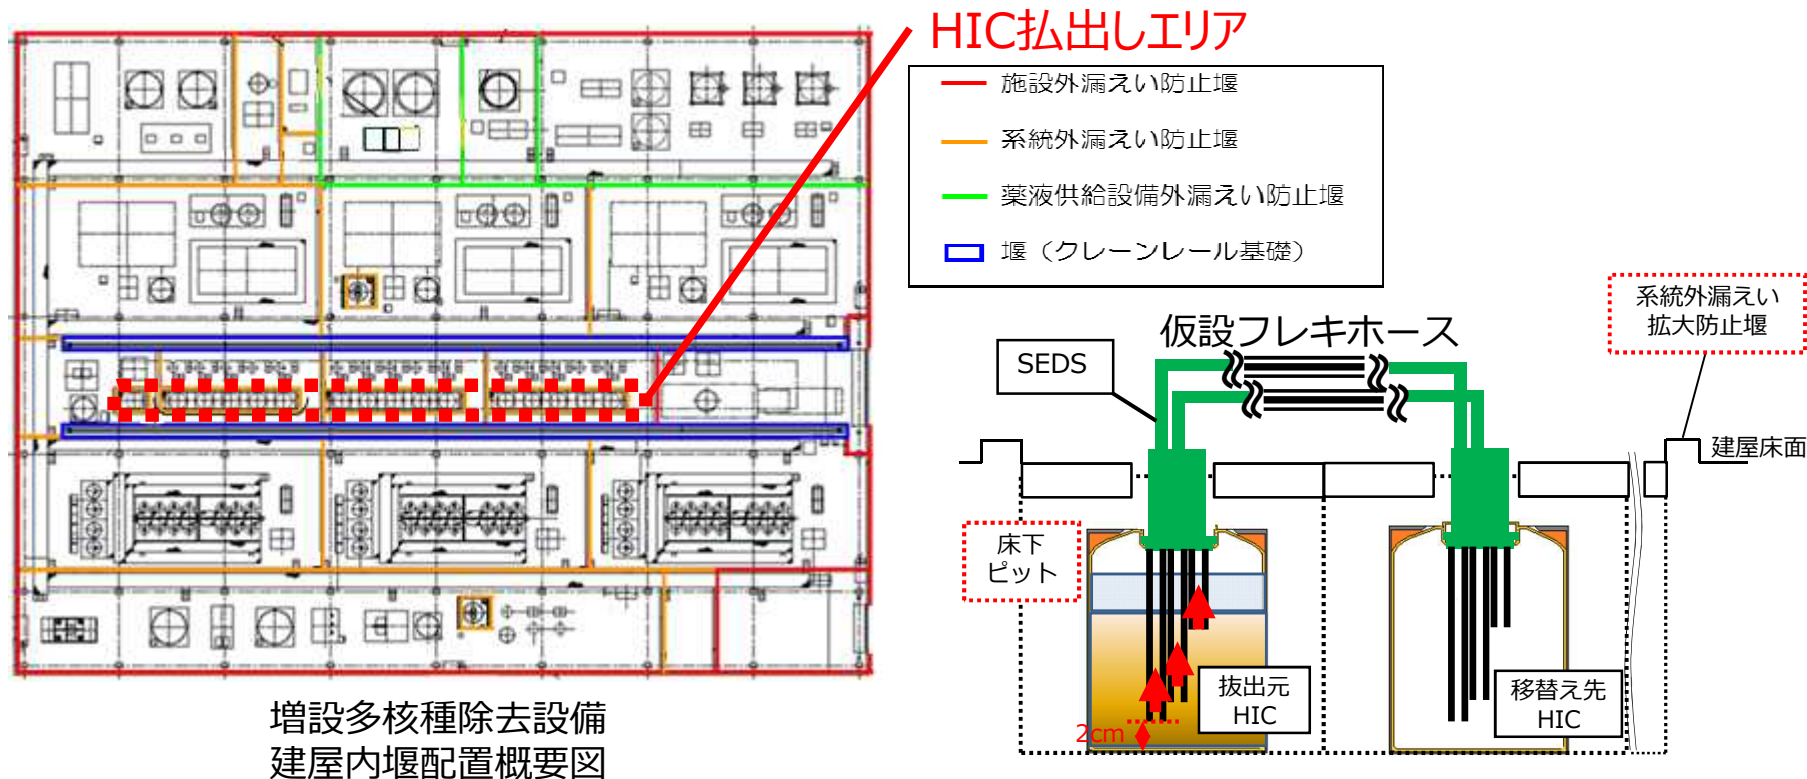 HIC払出しエリア
施設外漏えい防止堰
系統外漏えい防止堰
薬液供給設備外漏えい防止堰
堰（クレーンレール基礎）
系統外漏えい
拡大防止堰
仮設フレキホース
SEDS
建屋床面
床下
ピット
抜出元
HIC
移替え先
HIC
2cm
増設多核種除去設備
建屋内堰配置概要図